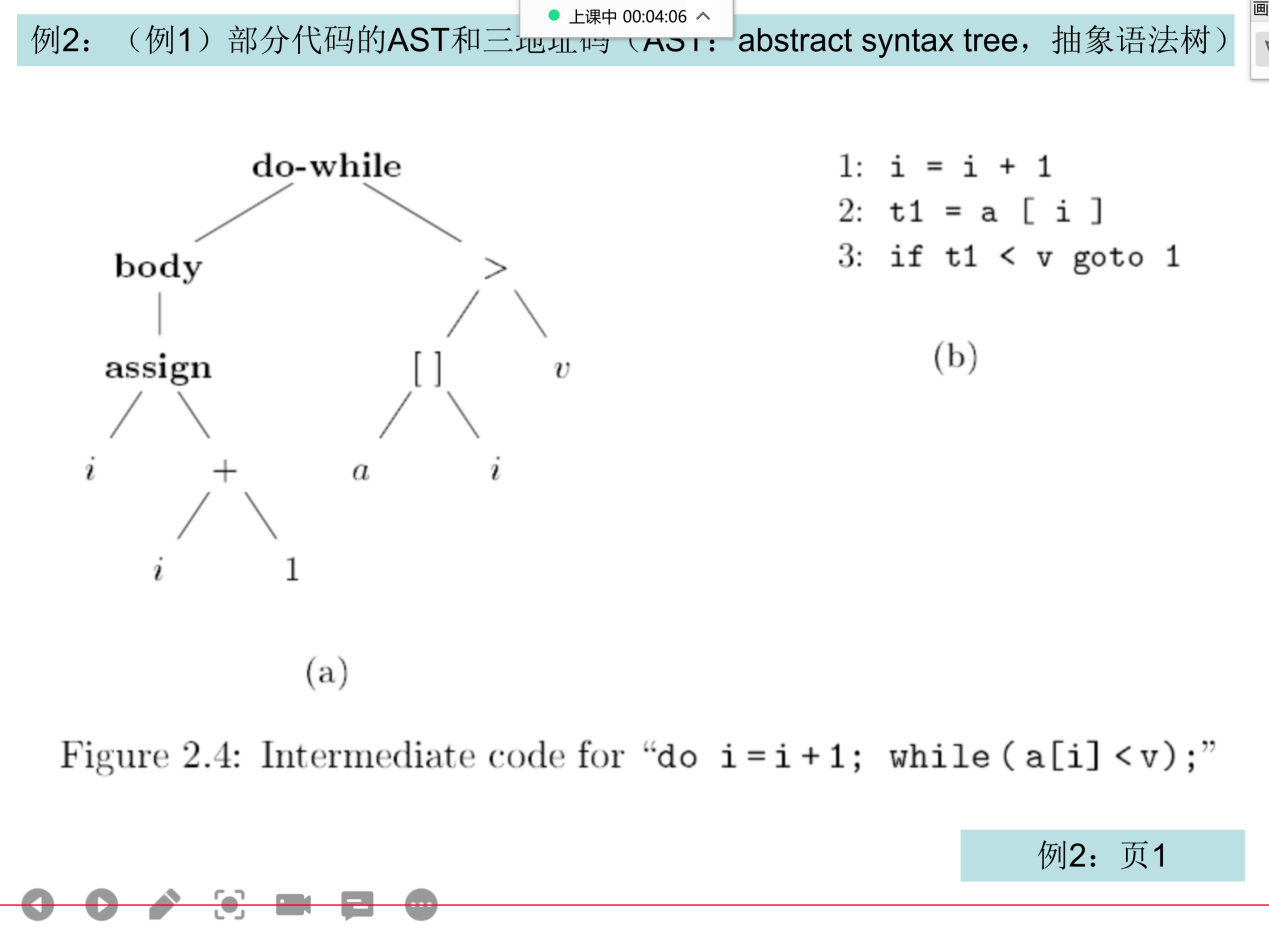 上课中 00:04:06
画
例2：（例1）部分代码的AST和三地址码（AST：abstract syntax tree，抽象语法树）
do-while
body >
assign [ ] v
i + a i
i 1
(a)
1: i = i + 1
2: t1 = a [ i ]
3: if t1 < v goto 1
(b)
Figure 2.4: Intermediate code for “do i=i+1; while(a[i]<v);”
例2：页1